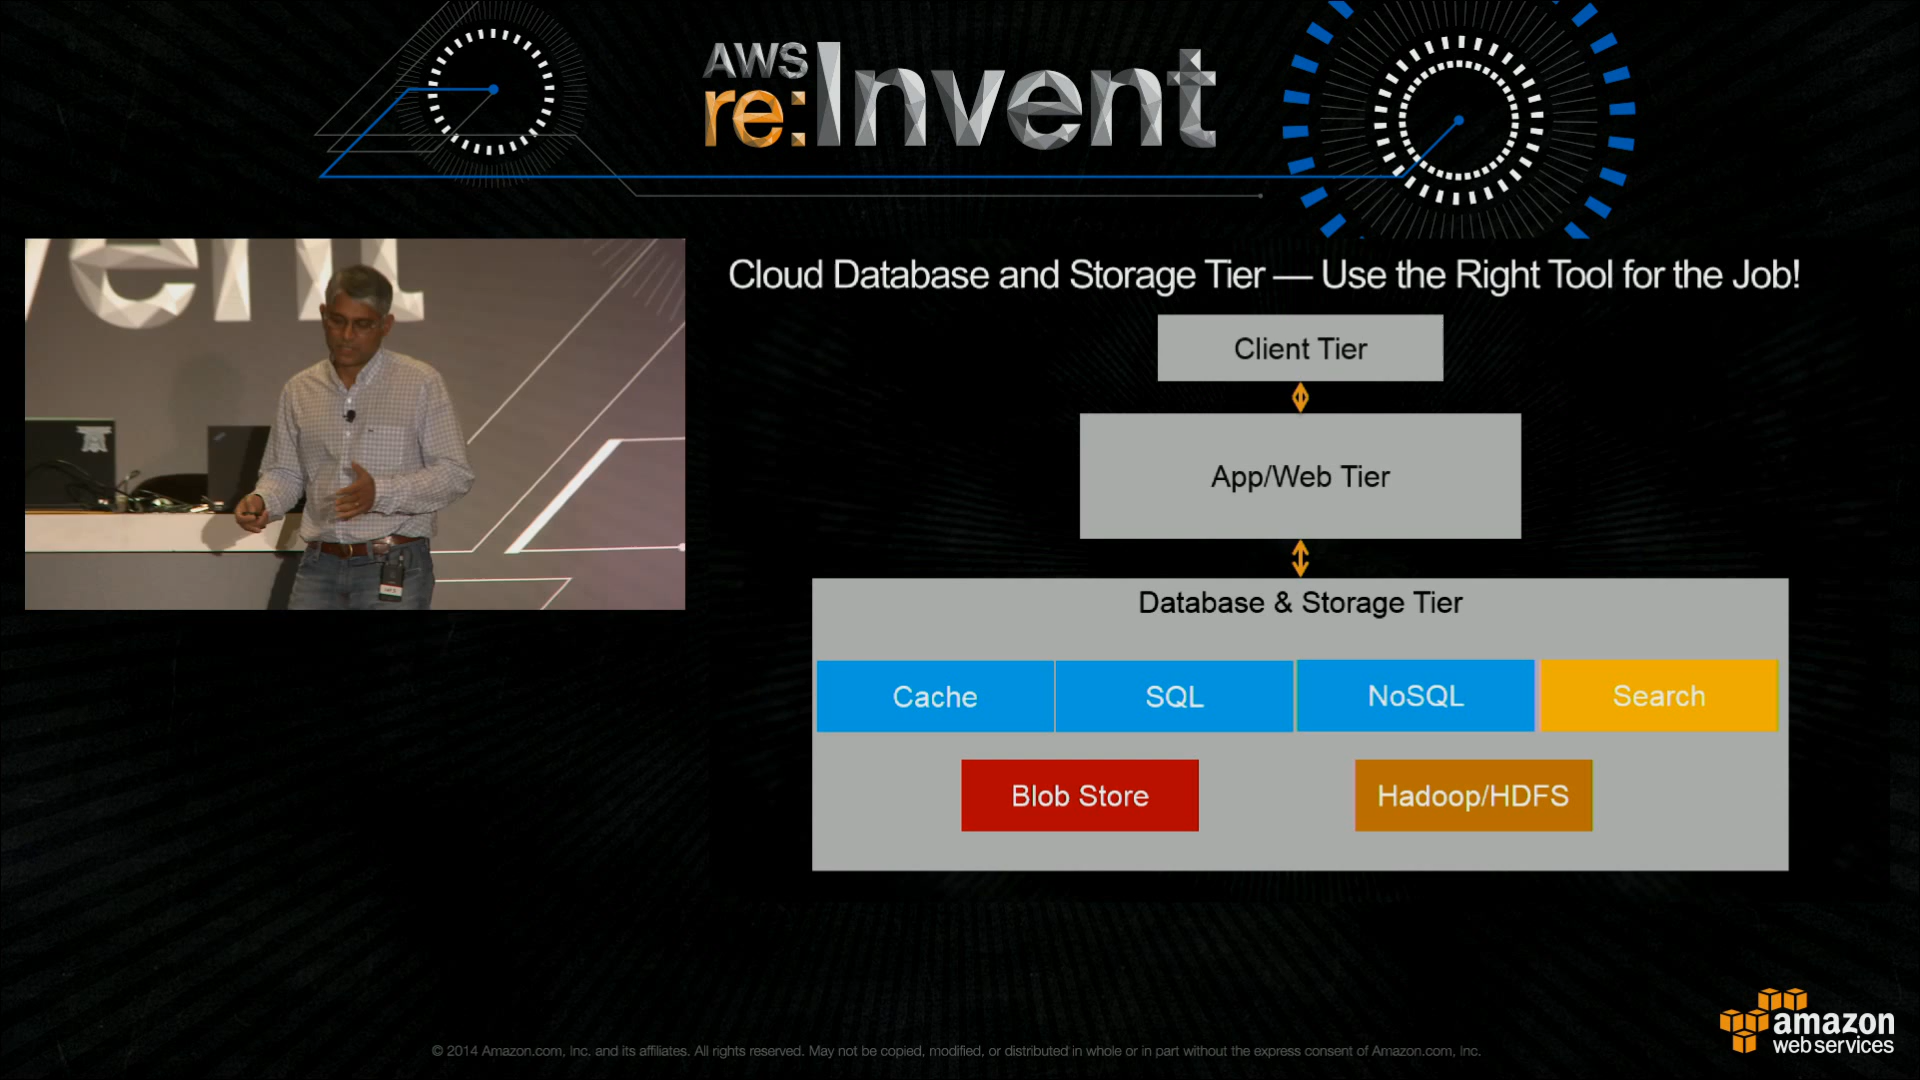 AWS
re:Invent
Cloud Database and Storage Tier — Use the Right Tool for the Job!
Client Tier
App/Web Tier
Database & Storage Tier
Cache SQL NoSQL Search
Blob Store Hadoop/HDFS
amazon
web services
© 2014 Amazon.com, Inc. and its affiliates. All rights reserved. May not be copied, modified, or distributed in whole or in part without the express consent of Amazon.com, Inc.